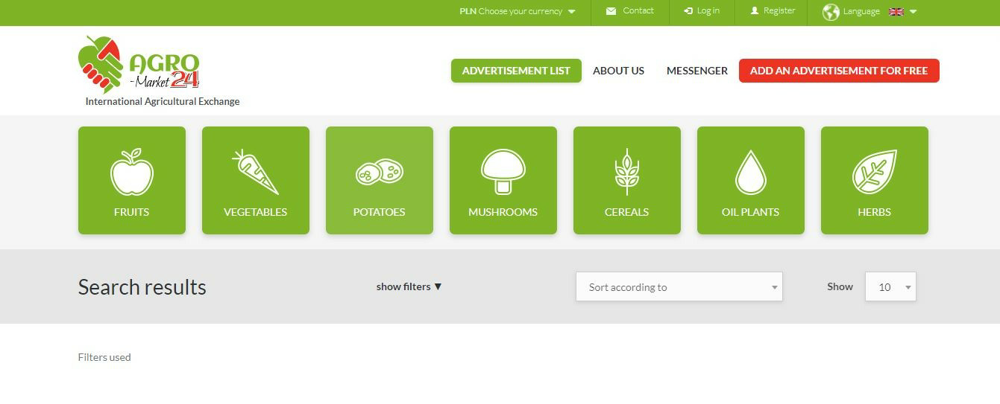 PLN Choose your currency
Contact
Log in
Register
Language
AGRO
-Market 24
International Agricultural Exchange
ADVERTISEMENT LIST
ABOUT US
MESSENGER
ADD AN ADVERTISEMENT FOR FREE
FRUITS
VEGETABLES
POTATOES
MUSHROOMS
CEREALS
OIL PLANTS
HERBS
Search results
show filters ▼
Sort according to
Show
10
Filters used